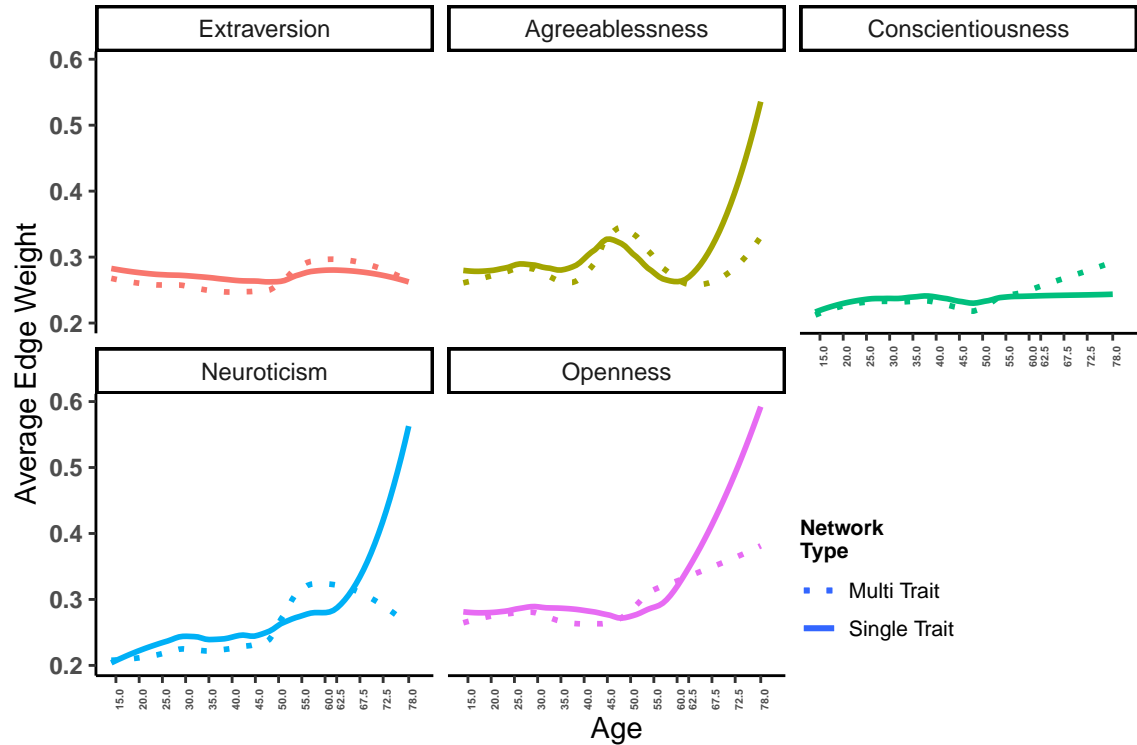 Extraversion
Agreeablessness
Conscientiousness
0.6
0.5
0.4
0.3
0.2
15.0 20.0 25.0 30.0 35.0 40.0 45.0 50.0 55.0 60.0 62.5 67.5 72.5 78.0
Average Edge Weight
Neuroticism
Openness
0.6
0.5
0.4
0.3
0.2
15.0 20.0 25.0 30.0 35.0 40.0 45.0 50.0 55.0 60.0 62.5 67.5 72.5 78.0
15.0 20.0 25.0 30.0 35.0 40.0 45.0 50.0 55.0 60.0 62.5 67.5 72.5 78.0
Age
Network
Type
Multi Trait
Single Trait